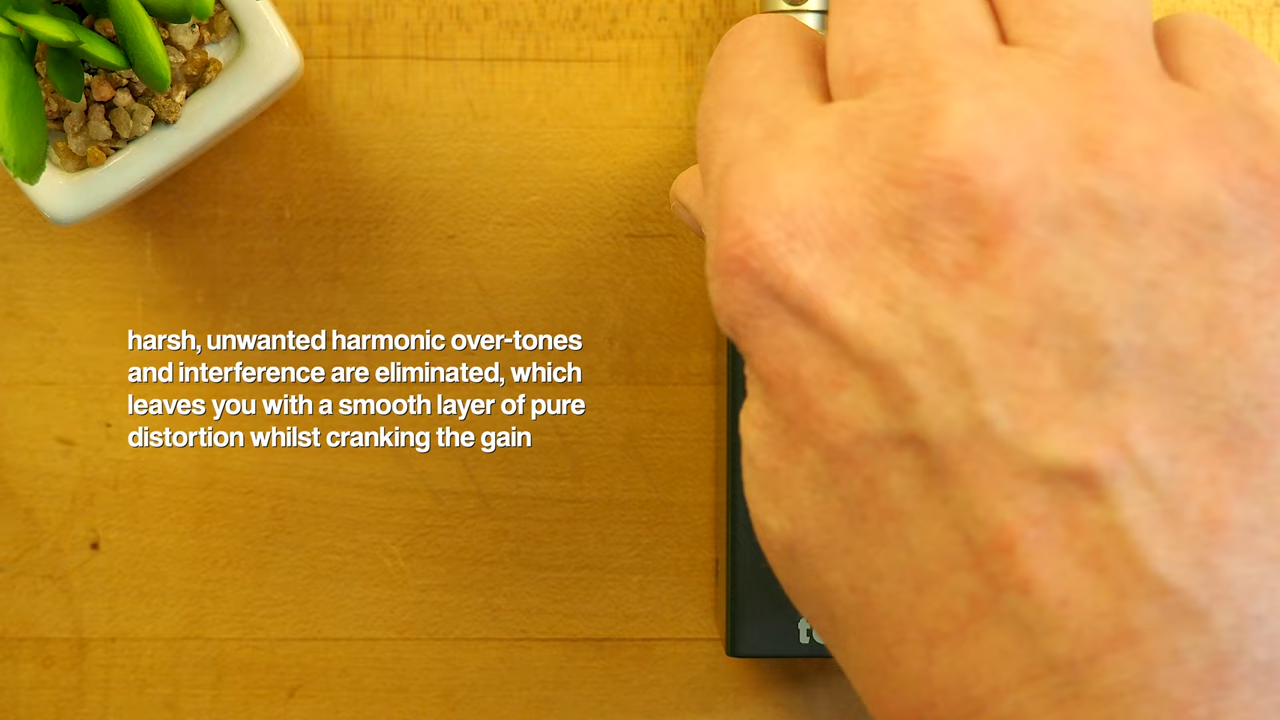 harsh, unwanted harmonic over-tones
and interference are eliminated, which
leaves you with a smooth layer of pure
distortion whilst cranking the gain